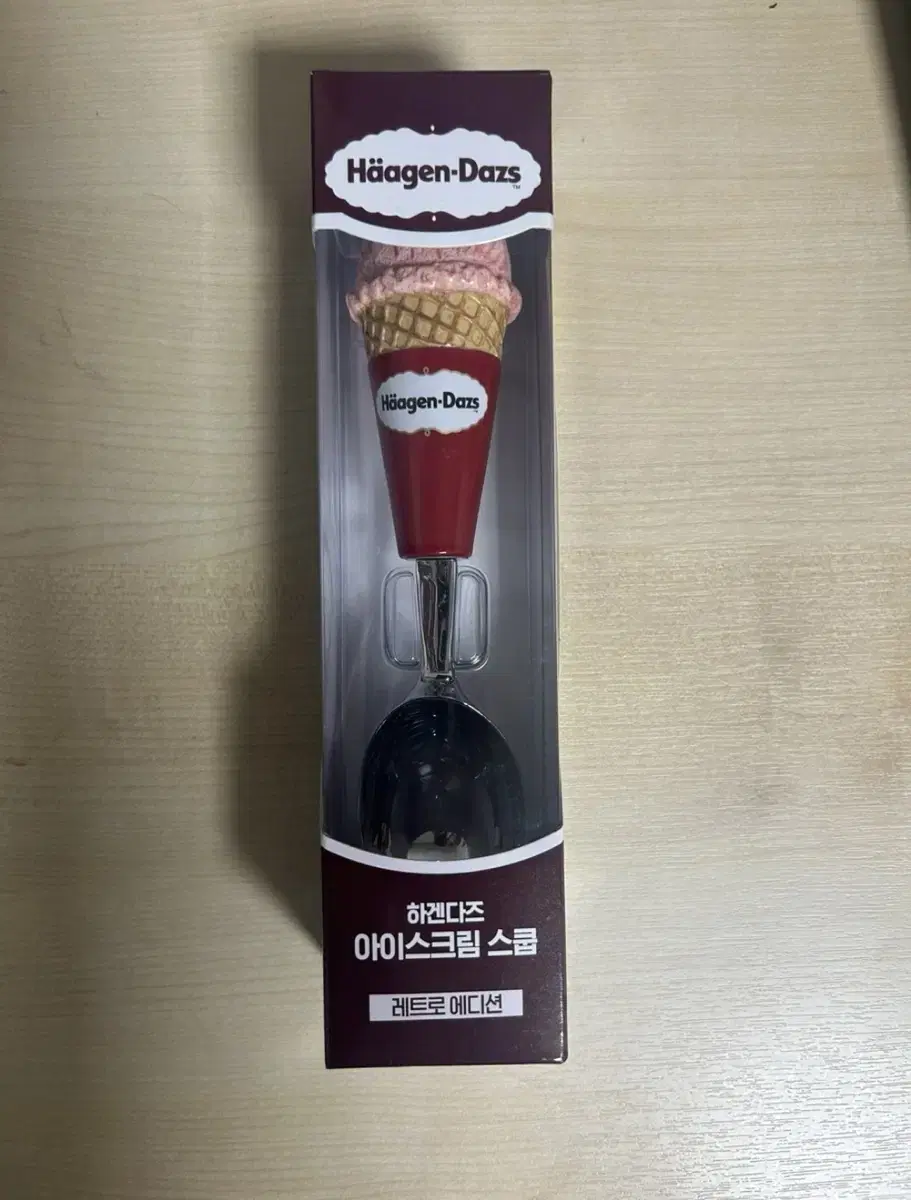 Häagen-Dazs
TM
Häagen-Dazs
하겐다즈
아이스크림 스쿱
레트로 에디션